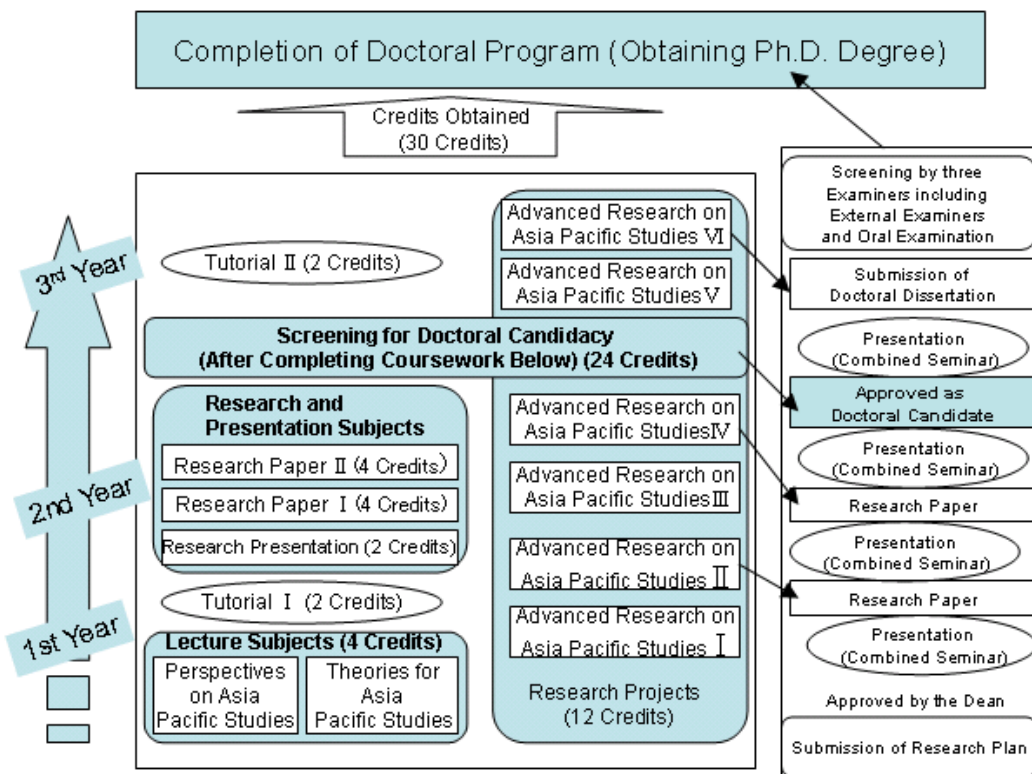 Completion of Doctoral Program (Obtaining Ph.D. Degree)
Credits Obtained
(30 Credits)
3rd Year
2nd Year
1st Year
Tutorial Ⅱ (2 Credits)
Advanced Research on
Asia Pacific Studies Ⅵ
Advanced Research on
Asia Pacific Studies Ⅴ
Screening for Doctoral Candidacy
(After Completing Coursework Below) (24 Credits)
Research and
Presentation Subjects
Research Paper Ⅱ (4 Credits)
Research Paper Ⅰ (4 Credits)
Research Presentation (2 Credits)
Tutorial Ⅰ (2 Credits)
Lecture Subjects (4 Credits)
Perspectives
on Asia
Pacific Studies
Theories for
Asia
Pacific Studies
Advanced Research on
Asia Pacific StudiesⅣ
Advanced Research on
Asia Pacific StudiesⅢ
Advanced Research on
Asia Pacific Studies Ⅱ
Advanced Research on
Asia Pacific Studies Ⅰ
Research Projects
(12 Credits)
Screening by three
Examiners including
External Examiners
and Oral Examination
Submission of
Doctoral Dissertation
Presentation
(Combined Seminar)
Approved as
Doctoral Candidate
Presentation
(Combined Seminar)
Research Paper
Presentation
(Combined Seminar)
Research Paper
Presentation
(Combined Seminar)
Approved by the Dean
Submission of Research Plan